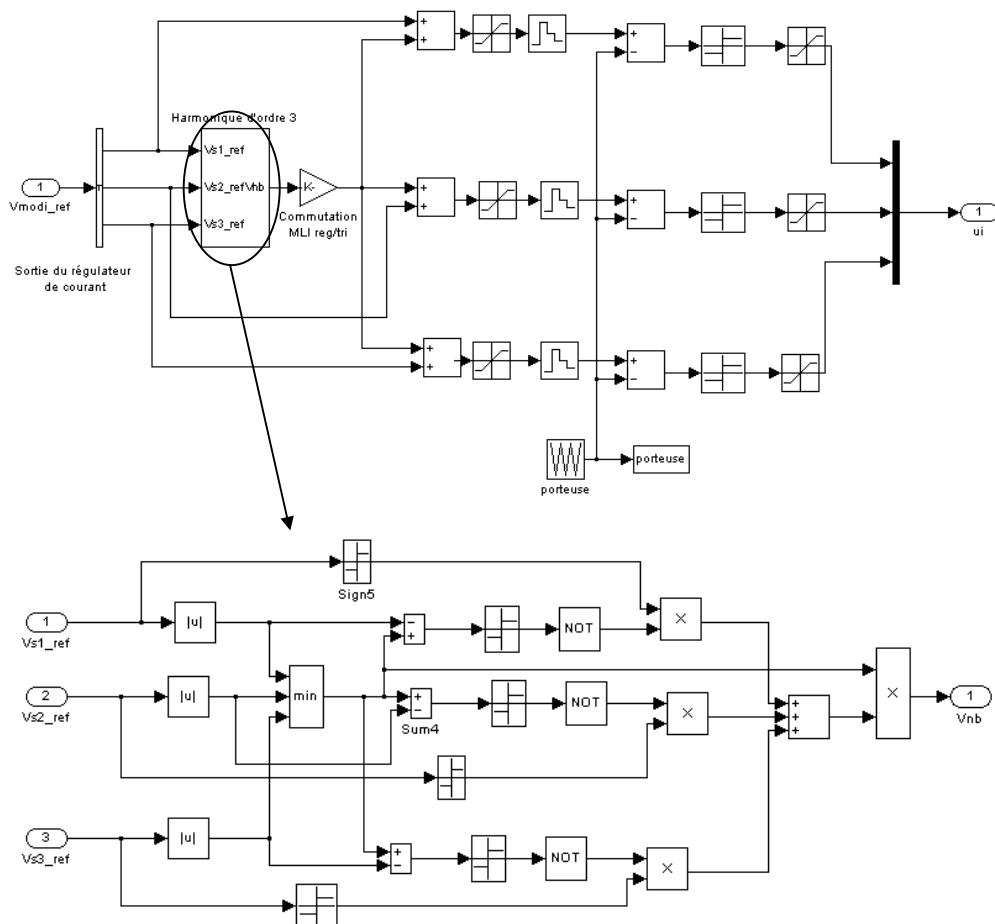 +
+
+
−
Harmonique d'ordre 3
Vs1_ref
1
Vmodi_ref
Vs2_ref
Vnb
K-
Vs3_ref
Commutation
MLI reg/tri
+
+
+
−
1
ui
Sortie du régulateur
de courant
+
+
+
−
porteuse
porteuse
Sign5
1
Vs1_ref
|u|
−
+
NOT
×
2
Vs2_ref
|u|
min
+
−
Sum4
NOT
×
+
+
+
×
1
Vnb
3
Vs3_ref
|u|
+
−
NOT
×